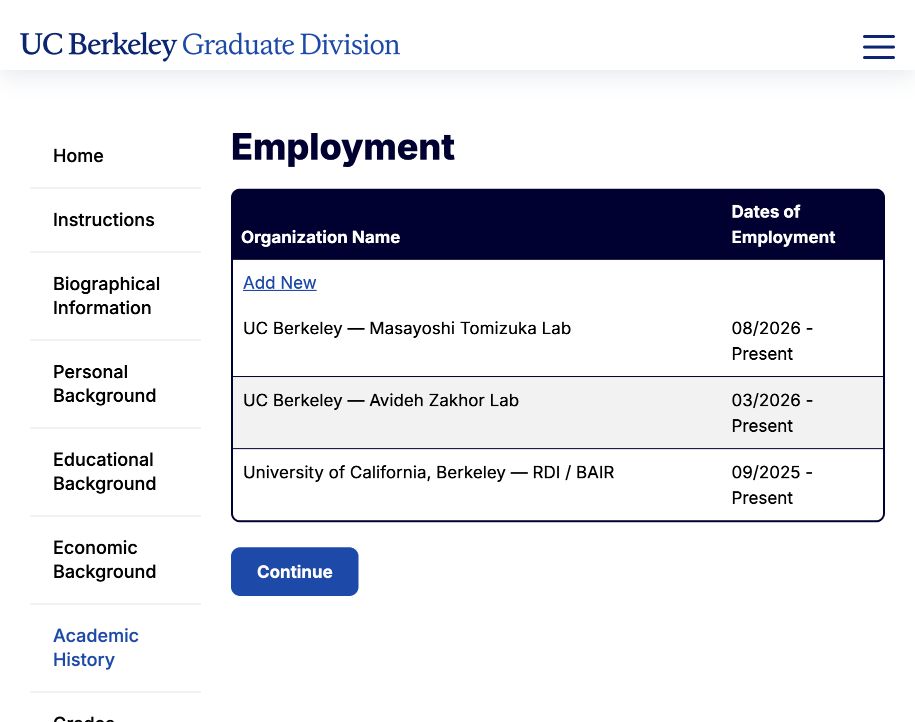 UC Berkeley Graduate Division
Home
Instructions
Biographical
Information
Personal
Background
Educational
Background
Economic
Background
Academic
History
Employment
Organization Name
Dates of
Employment
Add New
UC Berkeley — Masayoshi Tomizuka Lab
08/2026 -
Present
UC Berkeley — Avideh Zakhor Lab
03/2026 -
Present
University of California, Berkeley — RDI / BAIR
09/2025 -
Present
Continue